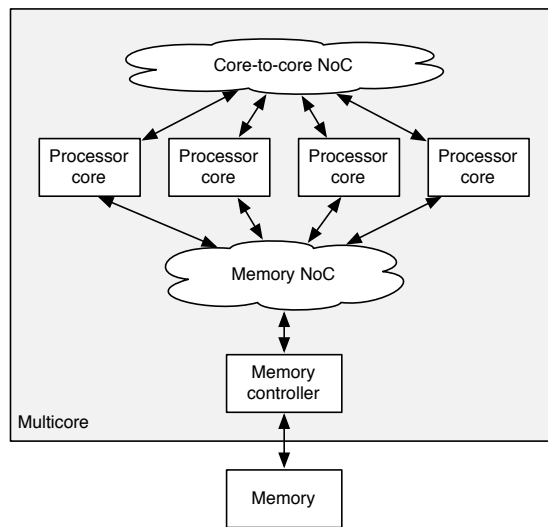 Core-to-core NoC
Processor
core
Processor
core
Processor
core
Processor
core
Memory NoC
Memory
controller
Multicore
Memory